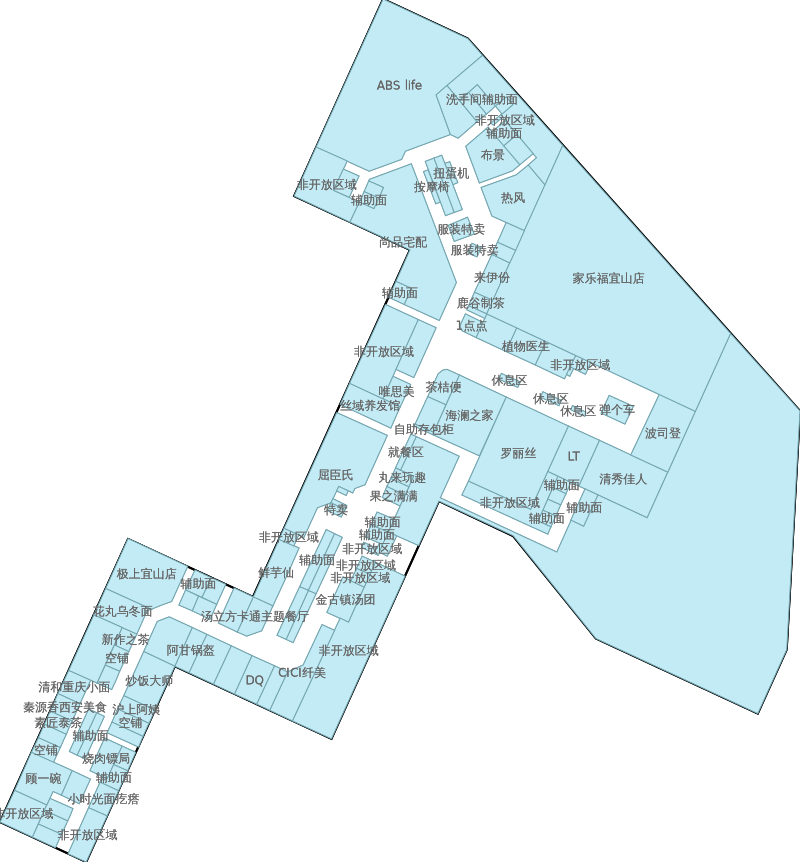 ABS life
洗手间辅助面
非开放区域
辅助面
布景
扭蛋机
按摩椅
非开放区域
辅助面
热风
服装特卖
尚品宅配
服装特卖
来伊份
家乐福宜山店
辅助面
鹿谷制茶
1点点
植物医生
非开放区域
非开放区域
休息区
茶桔便
唯思美
休息区
丝域养发馆
休息区
弹个车
海澜之家
自助存包柜
波司登
就餐区
罗丽丝
LT
屈臣氏
丸来玩趣
清秀佳人
辅助面
果之满满
非开放区域
特卖
辅助面
辅助面
辅助面
辅助面
非开放区域
非开放区域
辅助面
非开放区域
鲜芋仙
极上宜山店
非开放区域
辅助面
金古镇汤团
花丸乌冬面
汤立方卡通主题餐厅
新作之茶
阿甘锅盔
非开放区域
空铺
CICI纤美
炒饭大师
DQ
清和重庆小面
秦源香西安美食
沪上阿姨
素匠泰茶
空铺
辅助面
空铺
烧肉镖局
顾一碗
辅助面
小时光面疙瘩
非开放区域
非开放区域